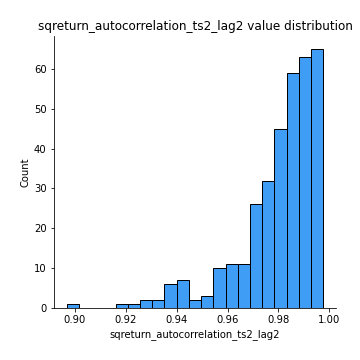 sqreturn_autocorrelation_ts2_lag2 value distribution
60
50
40
30
20
10
0
Count
0.90 0.92 0.94 0.96 0.98 1.00
sqreturn_autocorrelation_ts2_lag2